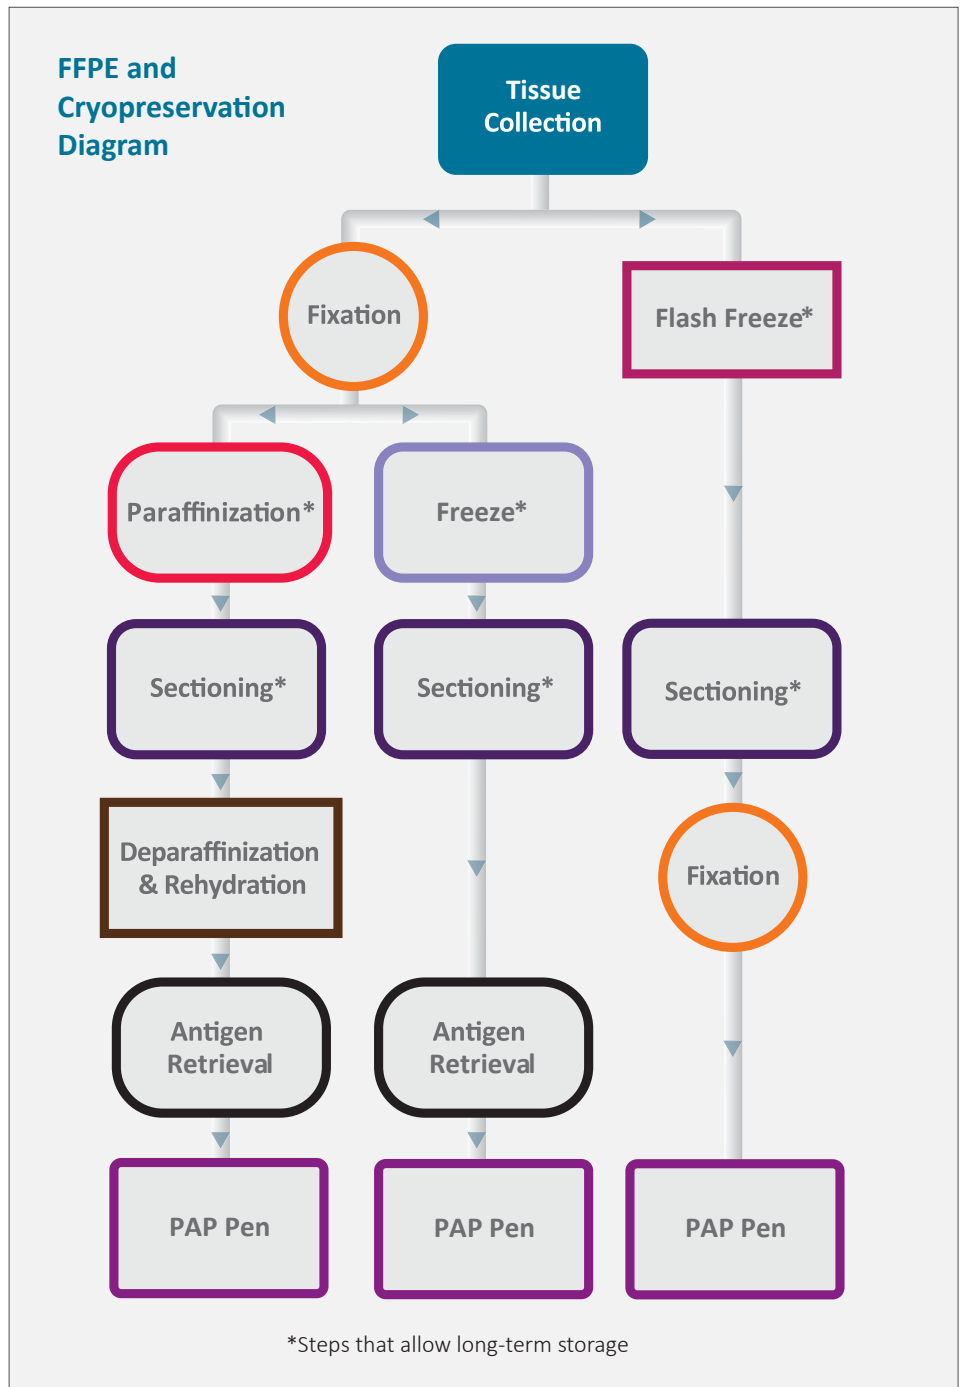 FFPE and
Cryopreservation
Diagram
Tissue
Collection
Fixation
Flash Freeze*
Paraffinization*
Freeze*
Sectioning*
Sectioning*
Sectioning*
Deparaffinization
& Rehydration
Fixation
Antigen
Retrieval
Antigen
Retrieval
PAP Pen
PAP Pen
PAP Pen
*Steps that allow long-term storage